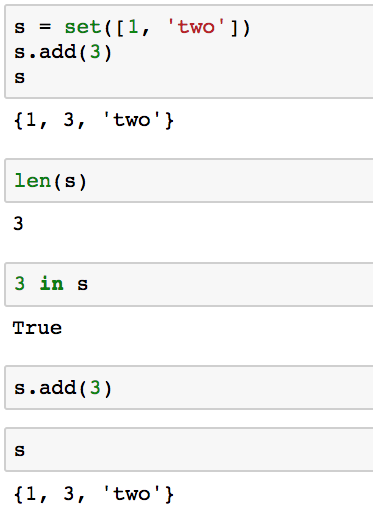 s = set([1, 'two'])
s.add(3)
s
{1, 3, 'two'}
len(s)
3
3 in s
True
s.add(3)
s
{1, 3, 'two'}